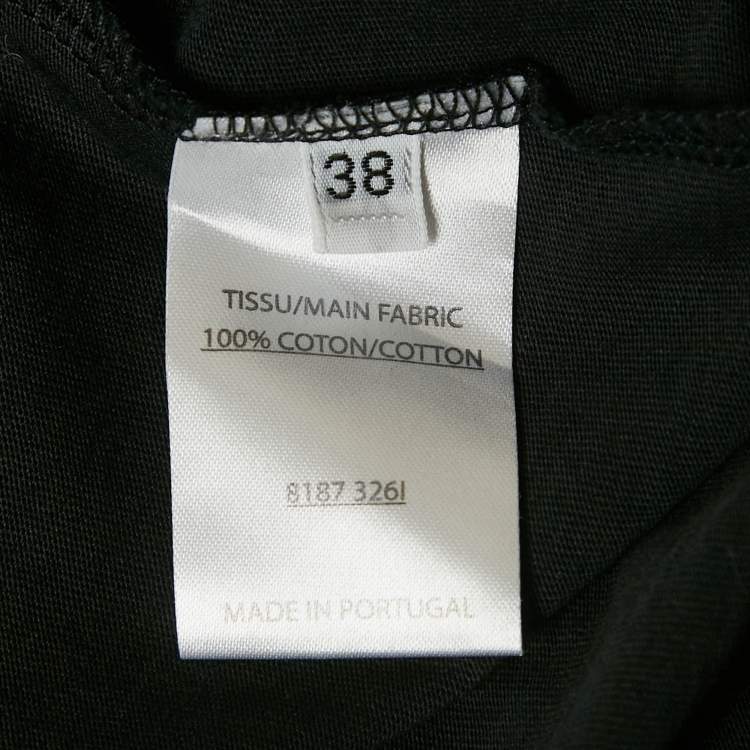 38
TISSU/MAIN FABRIC
100% COTON/COTTON
8187 326I
MADE IN PORTUGAL